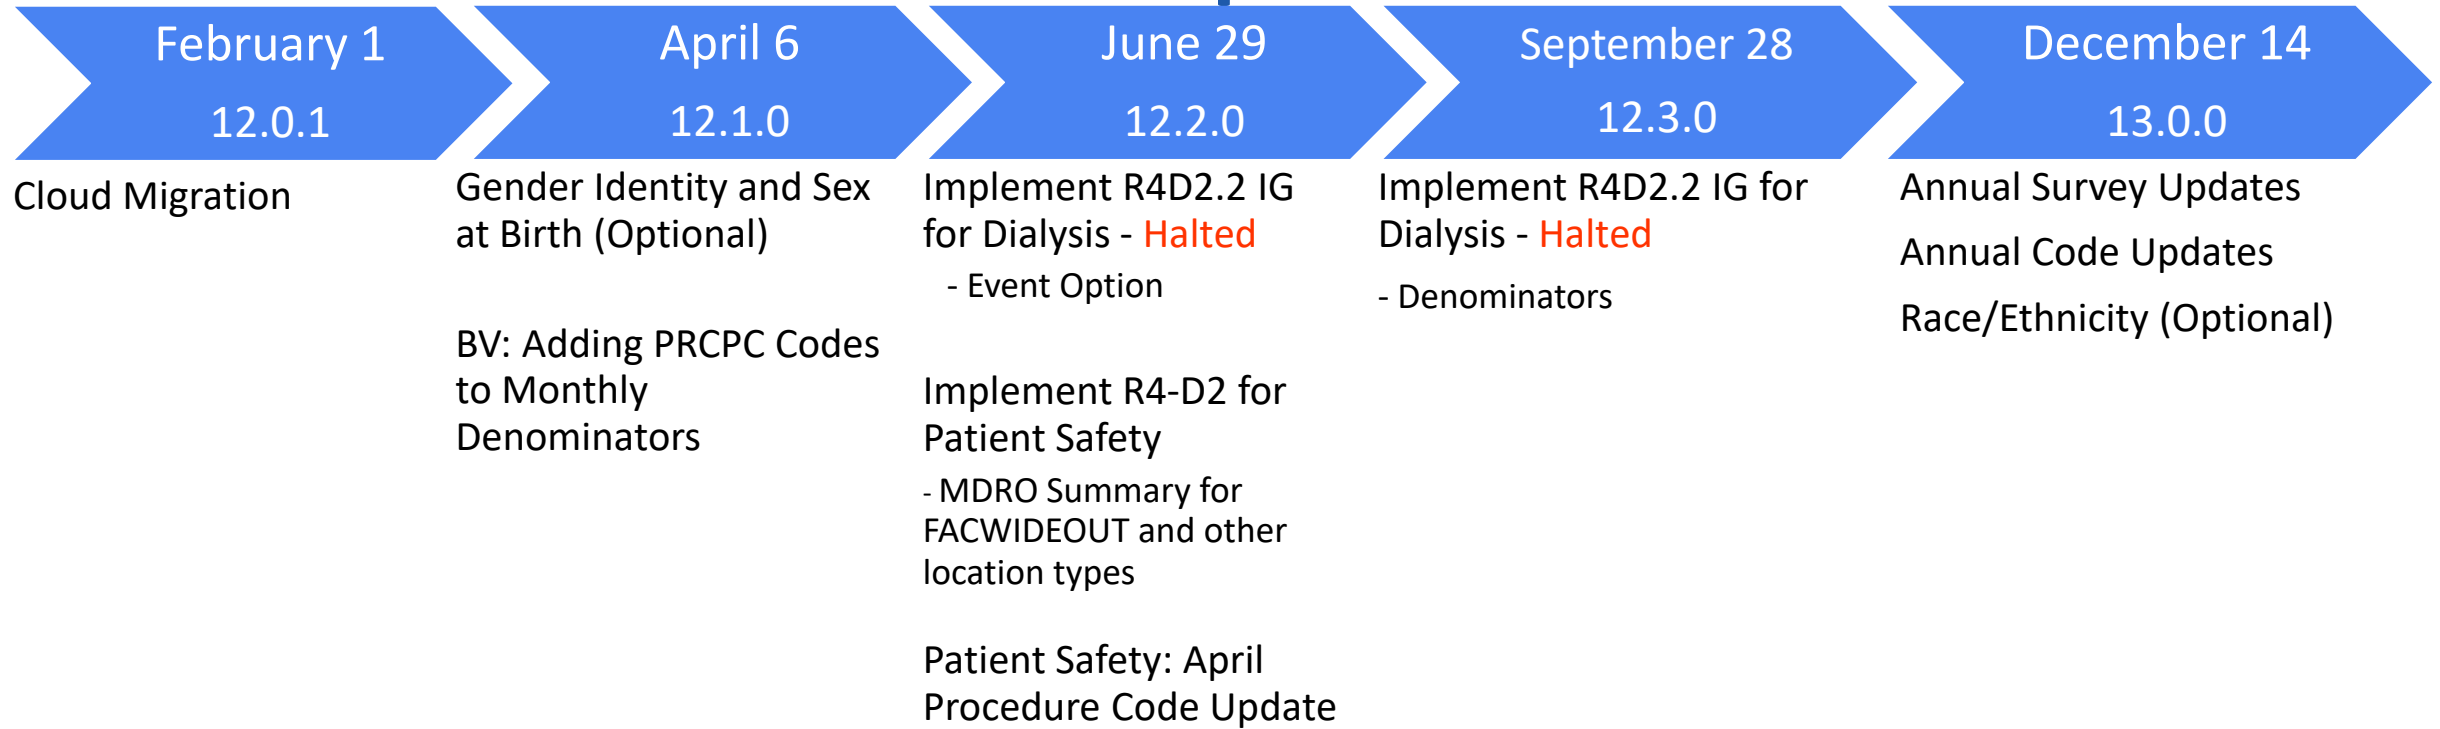 February 1
12.0.1
Cloud Migration
April 6
12.1.0
Gender Identity and Sex
at Birth (Optional)
BV: Adding PRCPC Codes
to Monthly
Denominators
June 29
12.2.0
Implement R4D2.2 IG
for Dialysis - Halted
- Event Option
Implement R4-D2 for
Patient Safety
- MDRO Summary for
FACWIDEOUT and other
location types
Patient Safety: April
Procedure Code Update
September 28
12.3.0
Implement R4D2.2 IG for
Dialysis - Halted
- Denominators
December 14
13.0.0
Annual Survey Updates
Annual Code Updates
Race/Ethnicity (Optional)